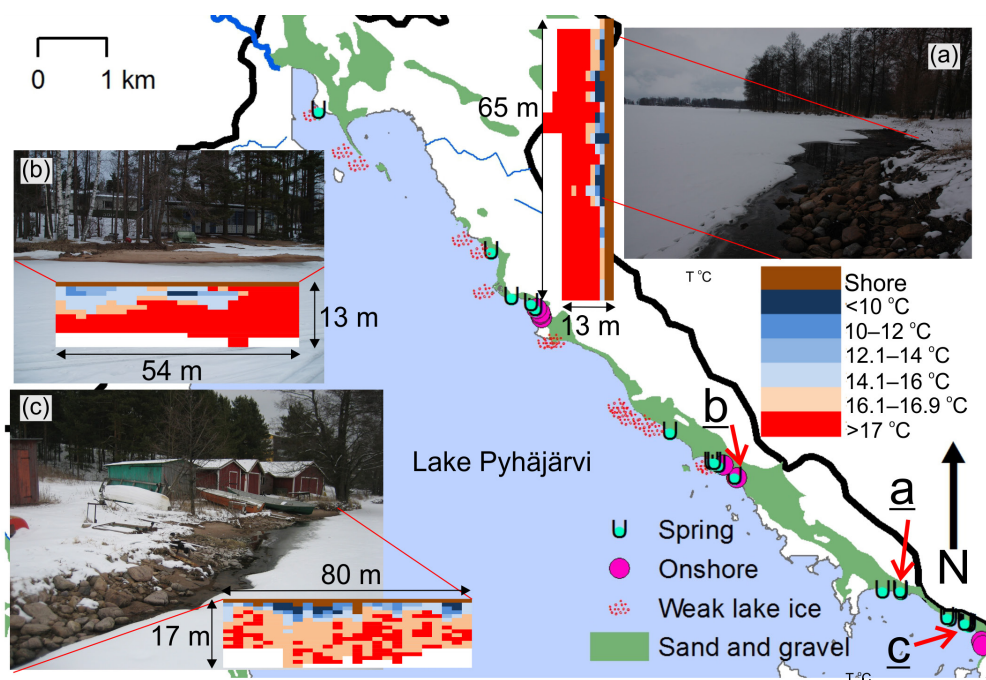 0 1 km
65 m
(a)
(b)
13 m
54 m
13 m
T °C
Shore
<10 °C
10–12 °C
12.1–14 °C
14.1–16 °C
16.1–16.9 °C
>17 °C
(c)
80 m
17 m
Lake Pyhäjärvi
b
a
c
N
Spring
Onshore
Weak lake ice
Sand and gravel
T °C